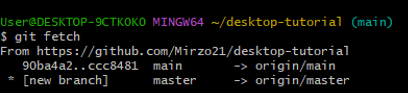 User@DESKTOP-9CTKOKO MINGW64 ~/desktop-tutorial (main)
$ git fetch
From https://github.com/Mirzo21/desktop-tutorial
   90ba4a2..ccc8481  main       -> origin/main
 * [new branch]      master     -> origin/master